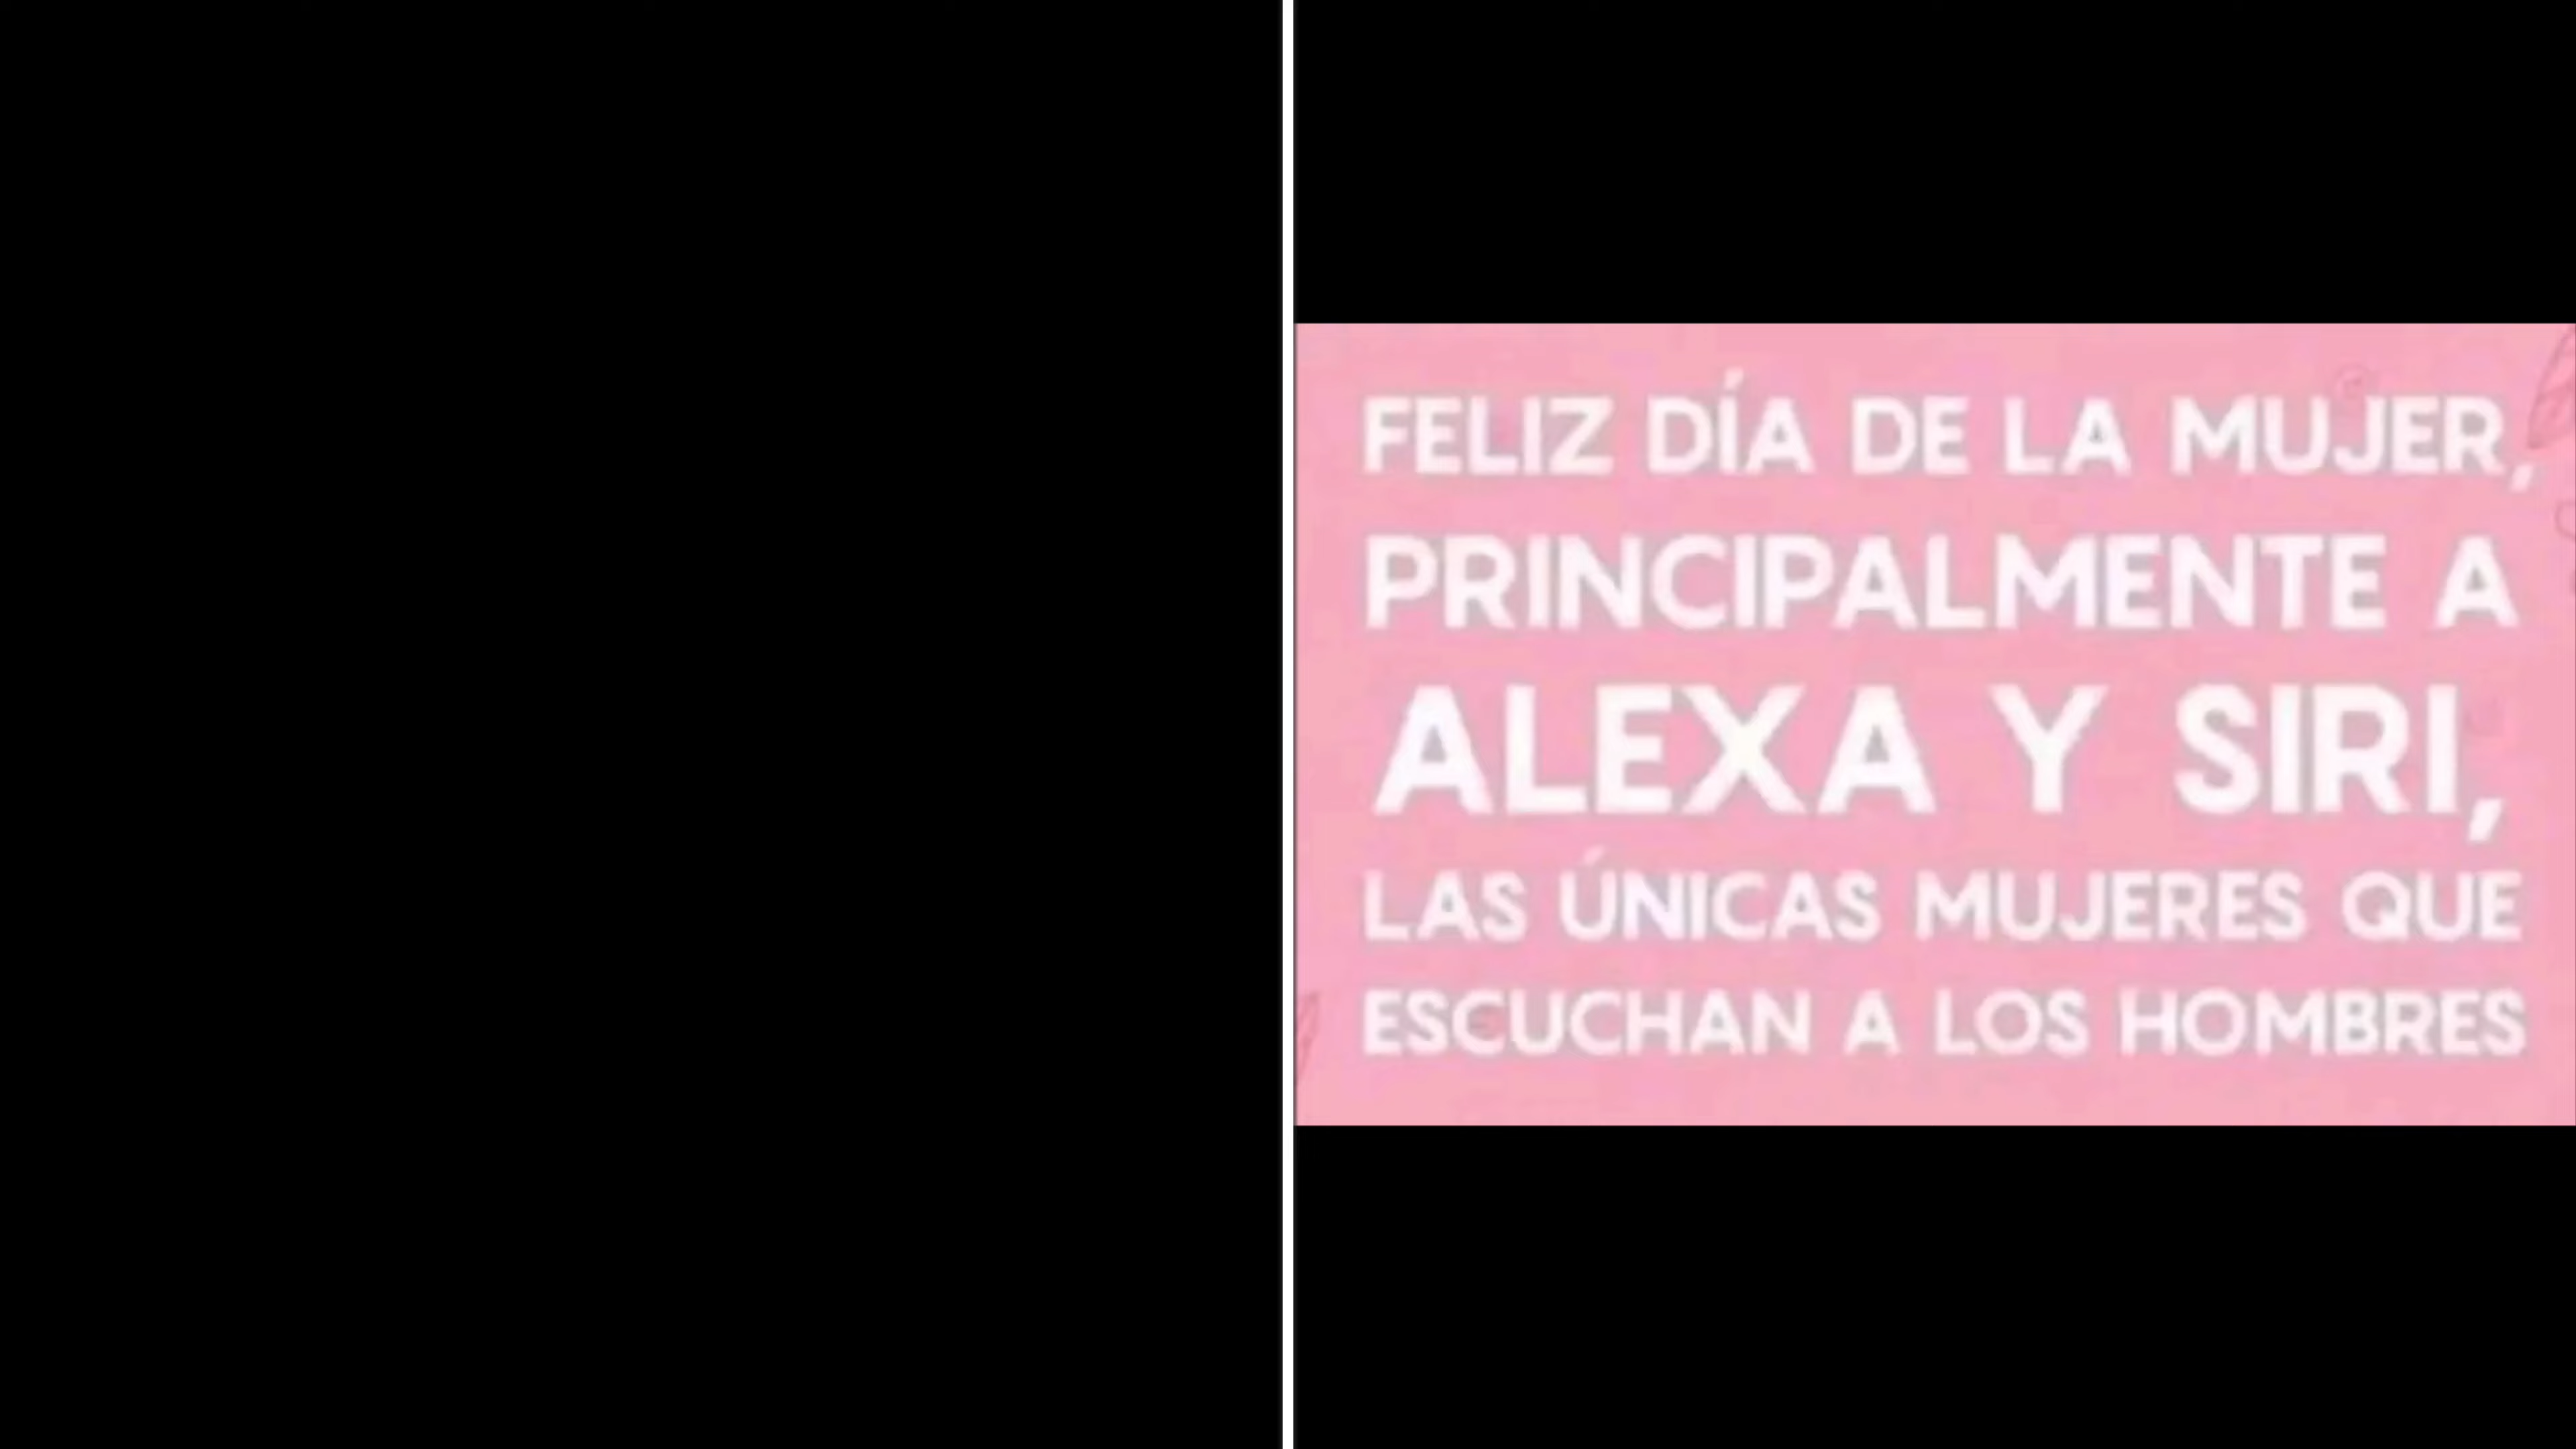 FELIZ DÍA DE LA MUJER,
PRINCIPALMENTE A
ALEXA Y SIRI,
LAS ÚNICAS MUJERES QUE
ESCUCHAN A LOS HOMBRES